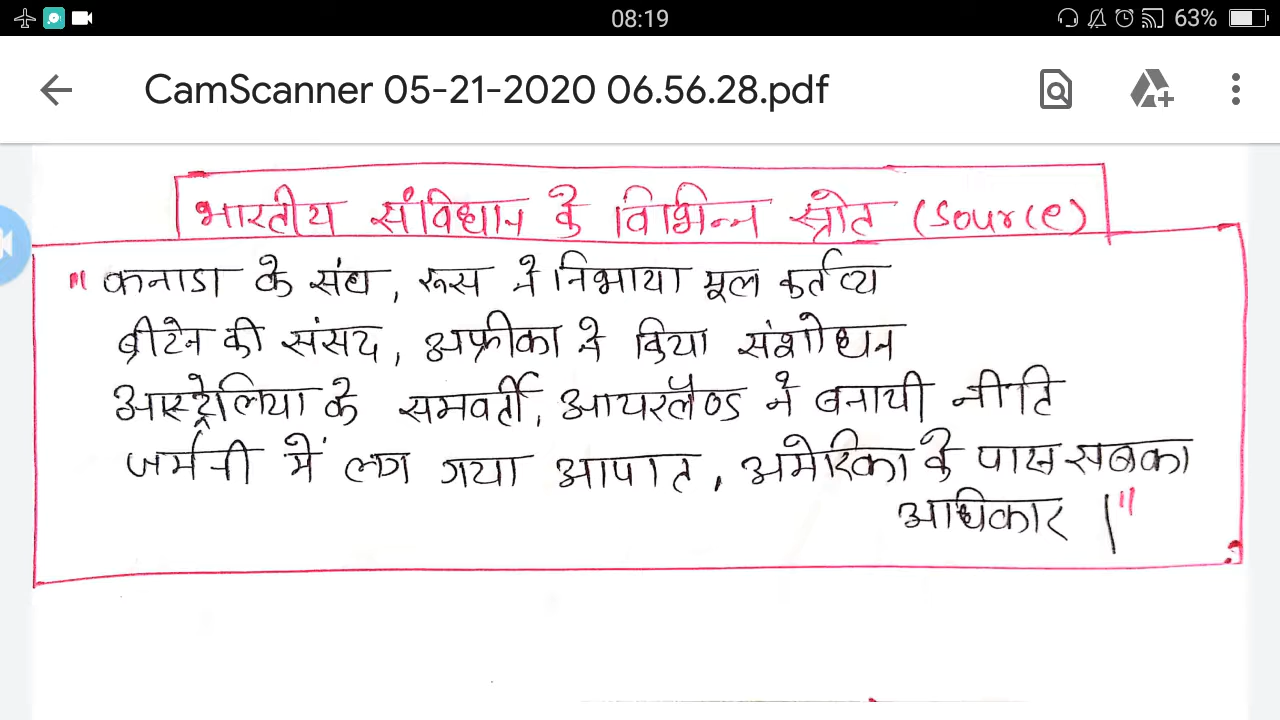 08:19
63%
CamScanner 05-21-2020 06.56.28.pdf
भारतीय संविधान के विभिन्न स्रोत (Source)
"कनाडा के संघ, रूस ने निभाया मूल कर्तव्य
ब्रीटेन की संसद, अफ्रीका ने किया संशोधन
आस्ट्रेलिया के समवर्ती, आयरलैण्ड ने बनायी नीति
जर्मनी में लग गया आपात, अमेरिका के पास सबका
अधिकार |"